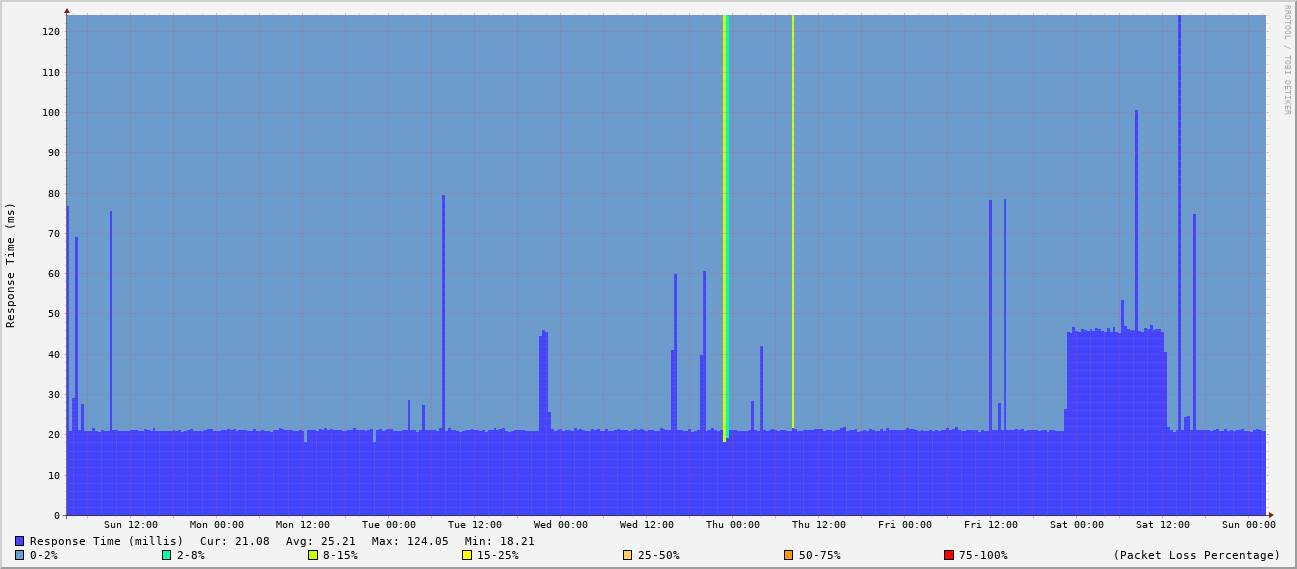 RRDTOOL / TOBI OETIKER
Response Time (ms)
120
110
100
90
80
70
60
50
40
30
20
10
0
Sun 12:00 Mon 00:00 Mon 12:00 Tue 00:00 Tue 12:00 Wed 00:00 Wed 12:00 Thu 00:00 Thu 12:00 Fri 00:00 Fri 12:00 Sat 00:00 Sat 12:00 Sun 00:00
Response Time (millis) Cur: 21.08 Avg: 25.21 Max: 124.05 Min: 18.21
0-2% 2-8% 8-15% 15-25% 25-50% 50-75% 75-100% (Packet Loss Percentage)